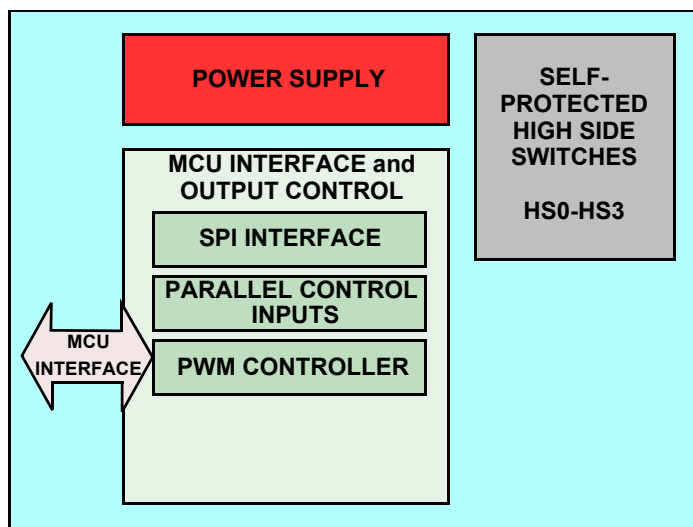 POWER SUPPLY
SELF-
PROTECTED
HIGH SIDE
SWITCHES
HS0-HS3
MCU INTERFACE and
OUTPUT CONTROL
SPI INTERFACE
PARALLEL CONTROL
INPUTS
PWM CONTROLLER
MCU
INTERFACE